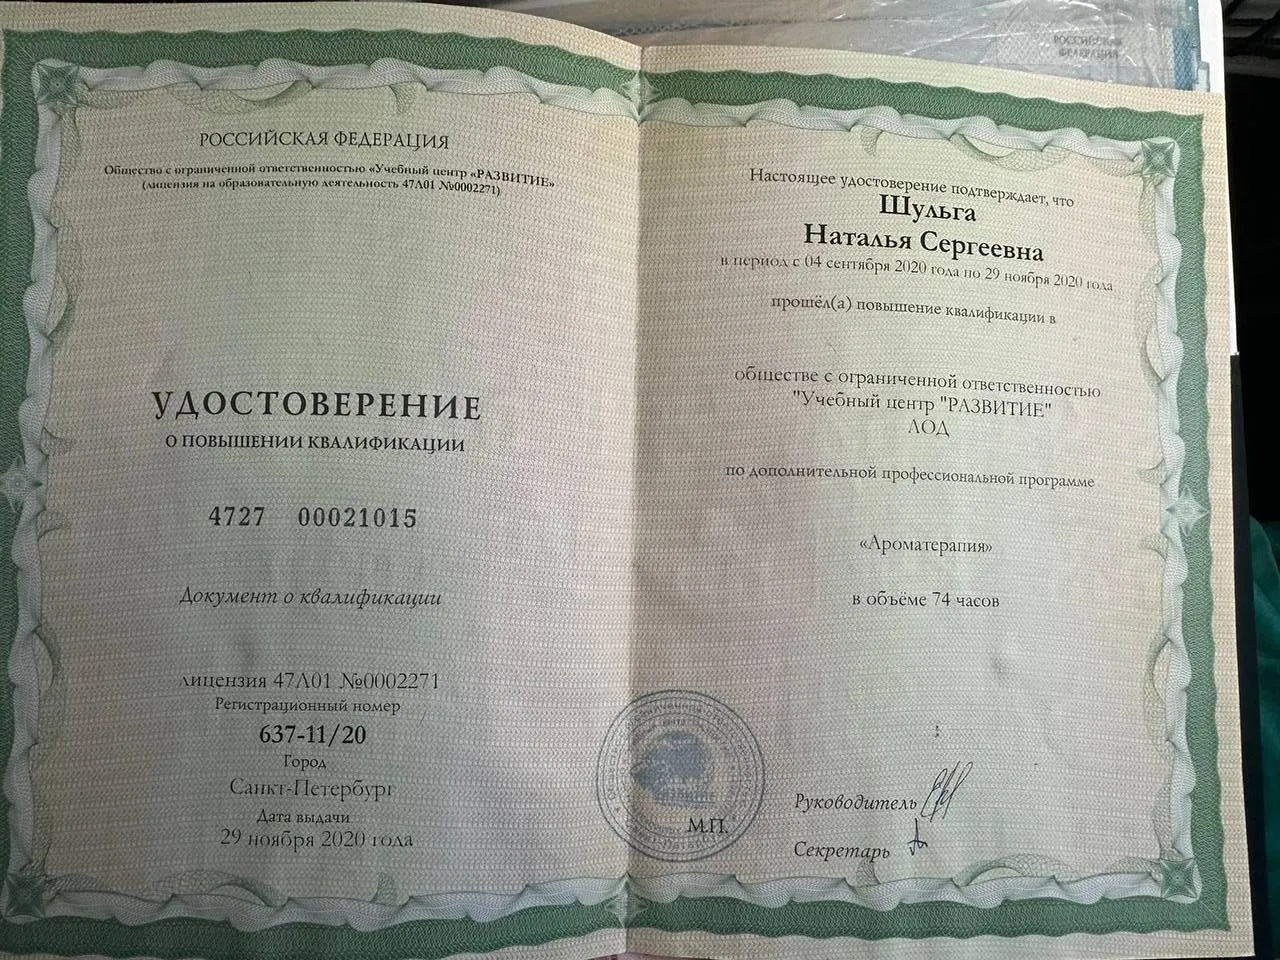 РОССИЙСКАЯ ФЕДЕРАЦИЯ
Общество с ограниченной ответственностью «Учебный центр «РАЗВИТИЕ»
(лицензия на образовательную деятельность 47Л01 №0002271)
УДОСТОВЕРЕНИЕ
О ПОВЫШЕНИИ КВАЛИФИКАЦИИ
4727 00021015
Документ о квалификации
лицензия 47Л01 №0002271
Регистрационный номер
637-11/20
Город
Санкт-Петербург
Дата выдачи
29 ноября 2020 года
Настоящее удостоверение подтверждает, что
Шульга
Наталья Сергеевна
в период с 04 сентября 2020 года по 29 ноября 2020 года
прошёл(а) повышение квалификации в
обществе с ограниченной ответственностью
"Учебный центр "РАЗВИТИЕ"
ЛОД
по дополнительной профессиональной программе
«Ароматерапия»
в объёме 74 часов
М.П.
Руководитель
Секретарь
РОССИЙСКАЯ
ФЕДЕРАЦИЯ